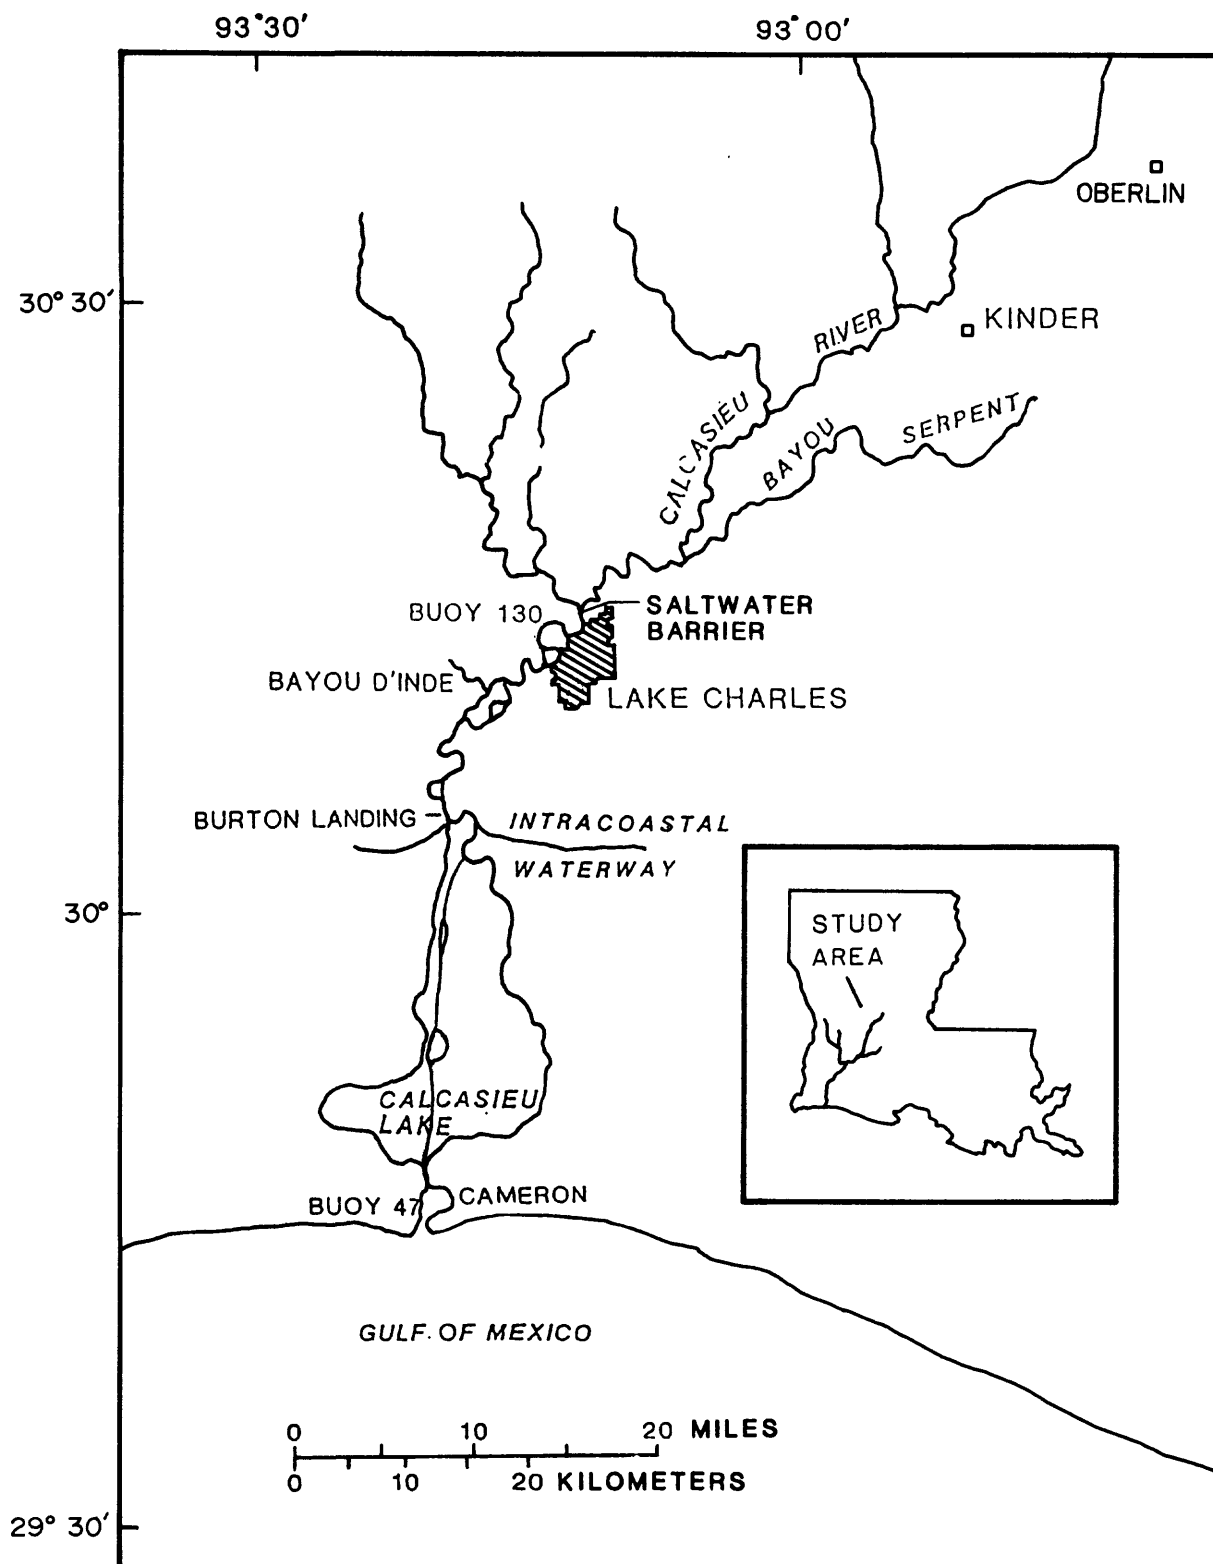 93°30′
93°00′
OBERLIN
30° 30′
KINDER
RIVER
CALCASIEU
BAYOU
SERPENT
BUOY 130
SALTWATER
BARRIER
BAYOU D'INDE
LAKE CHARLES
BURTON LANDING
INTRACOASTAL
WATERWAY
30°
STUDY
AREA
CALCASIEU
LAKE
BUOY 47
CAMERON
GULF OF MEXICO
0 10 20 MILES
0 10 20 KILOMETERS
29° 30′